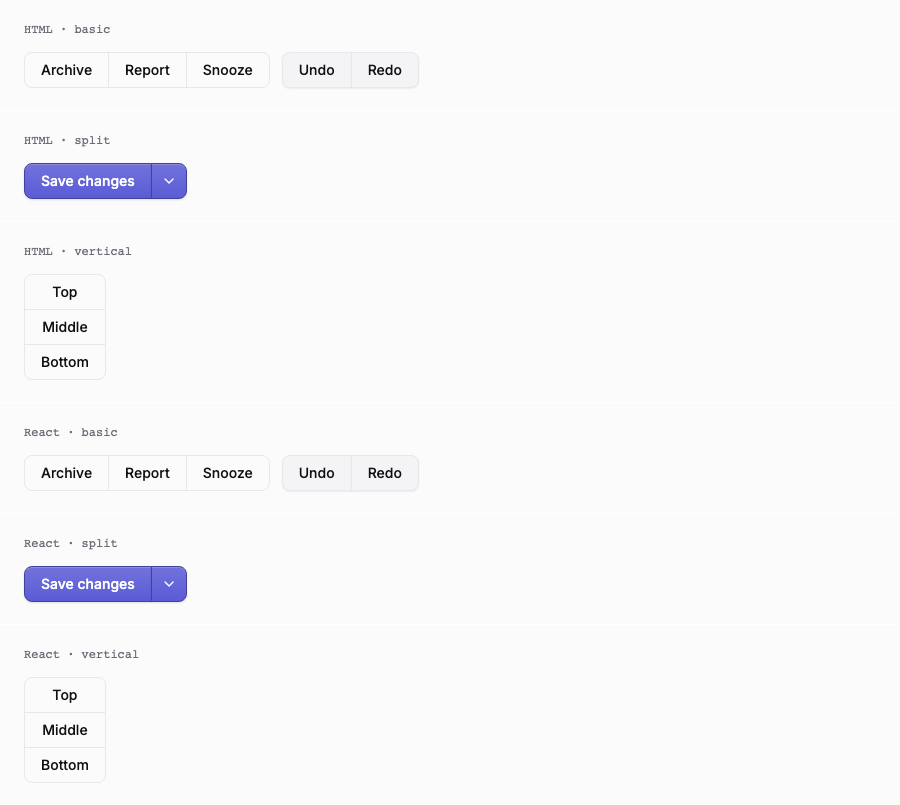 HTML · basic
Archive Report Snooze Undo Redo
HTML · split
Save changes
HTML · vertical
Top
Middle
Bottom
React · basic
Archive Report Snooze Undo Redo
React · split
Save changes
React · vertical
Top
Middle
Bottom